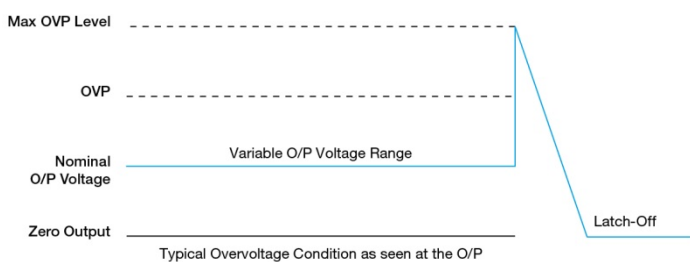 Max OVP Level
OVP
Variable O/P Voltage Range
Nominal
O/P Voltage
Zero Output
Latch-Off
Typical Overvoltage Condition as seen at the O/P